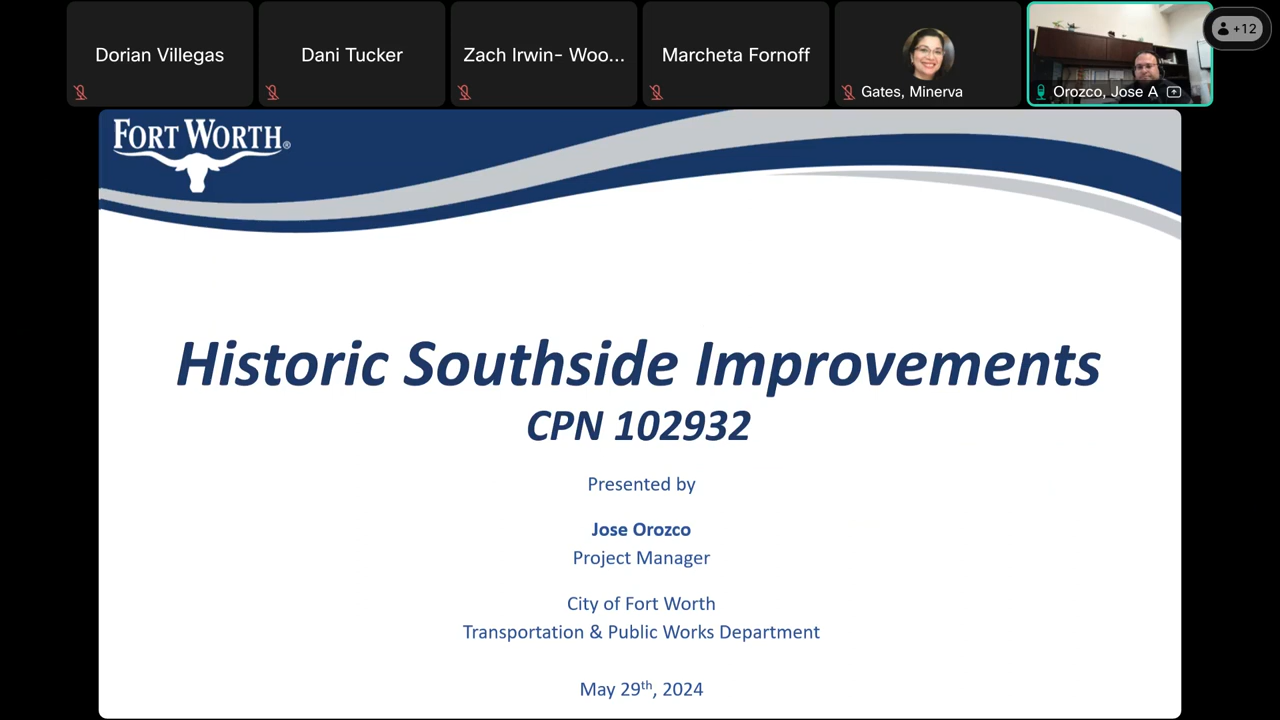 Dorian Villegas
Dani Tucker
Zach Irwin- Woo...
Marcheta Fornoff
Gates, Minerva
Orozco, Jose A
+12
FORT WORTH®
Historic Southside Improvements
CPN 102932
Presented by
Jose Orozco
Project Manager
City of Fort Worth
Transportation & Public Works Department
May 29th, 2024